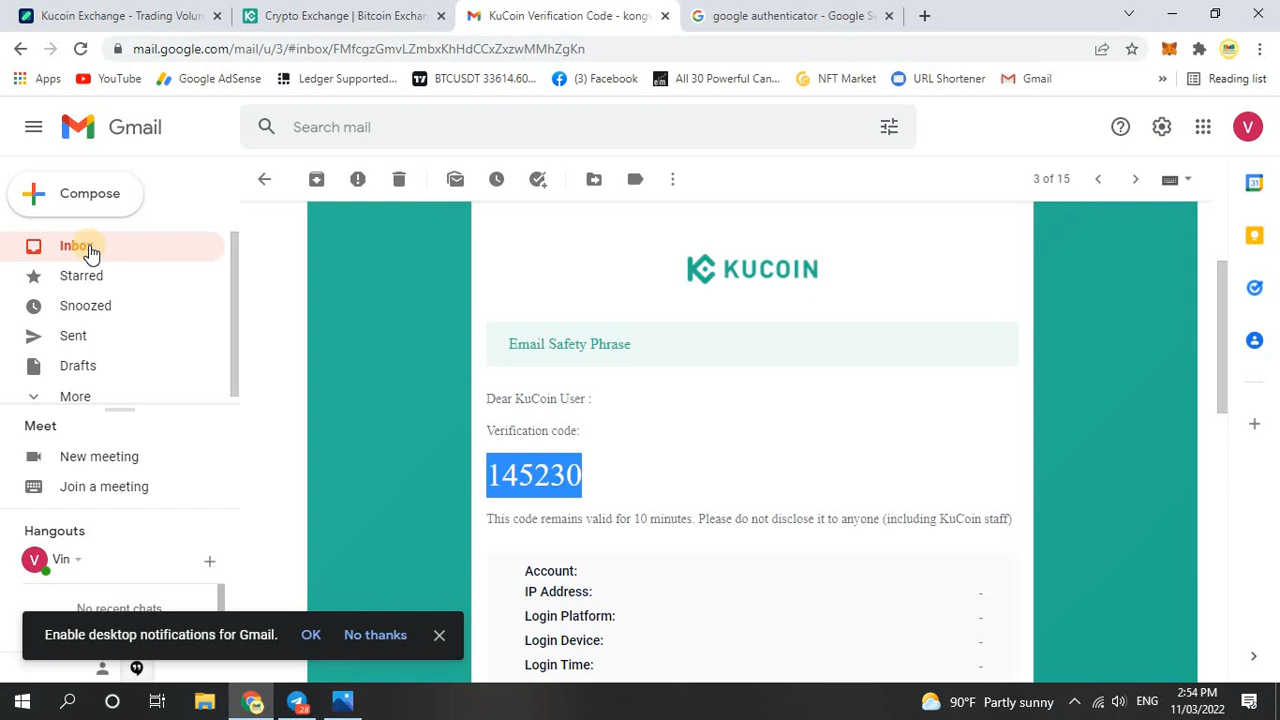 Kucoin Exchange - Trading Volun
Crypto Exchange | Bitcoin Exchan
KuCoin Verification Code - kongv
google authenticator - Google Se
mail.google.com/mail/u/3/#inbox/FMfcgzGmvLZmbxKhHdCCxZxzwMMhZgKn
Apps
YouTube
Google AdSense
Ledger Supported...
BTCUSDT 33614.60...
(3) Facebook
All 30 Powerful Can...
NFT Market
URL Shortener
Gmail
»
Reading list
Gmail
Search mail
V
Compose
3 of 15
Inbox
Starred
Snoozed
Sent
Drafts
More
Meet
New meeting
Join a meeting
Hangouts
V
Vin
No recent chats
KUCOIN
Email Safety Phrase
Dear KuCoin User :
Verification code:
145230
This code remains valid for 10 minutes. Please do not disclose it to anyone (including KuCoin staff)
Account:
IP Address: -
Login Platform: -
Login Device: -
Login Time: -
Enable desktop notifications for Gmail. OK No thanks
28
90°F Partly sunny
ENG
2:54 PM
11/03/2022